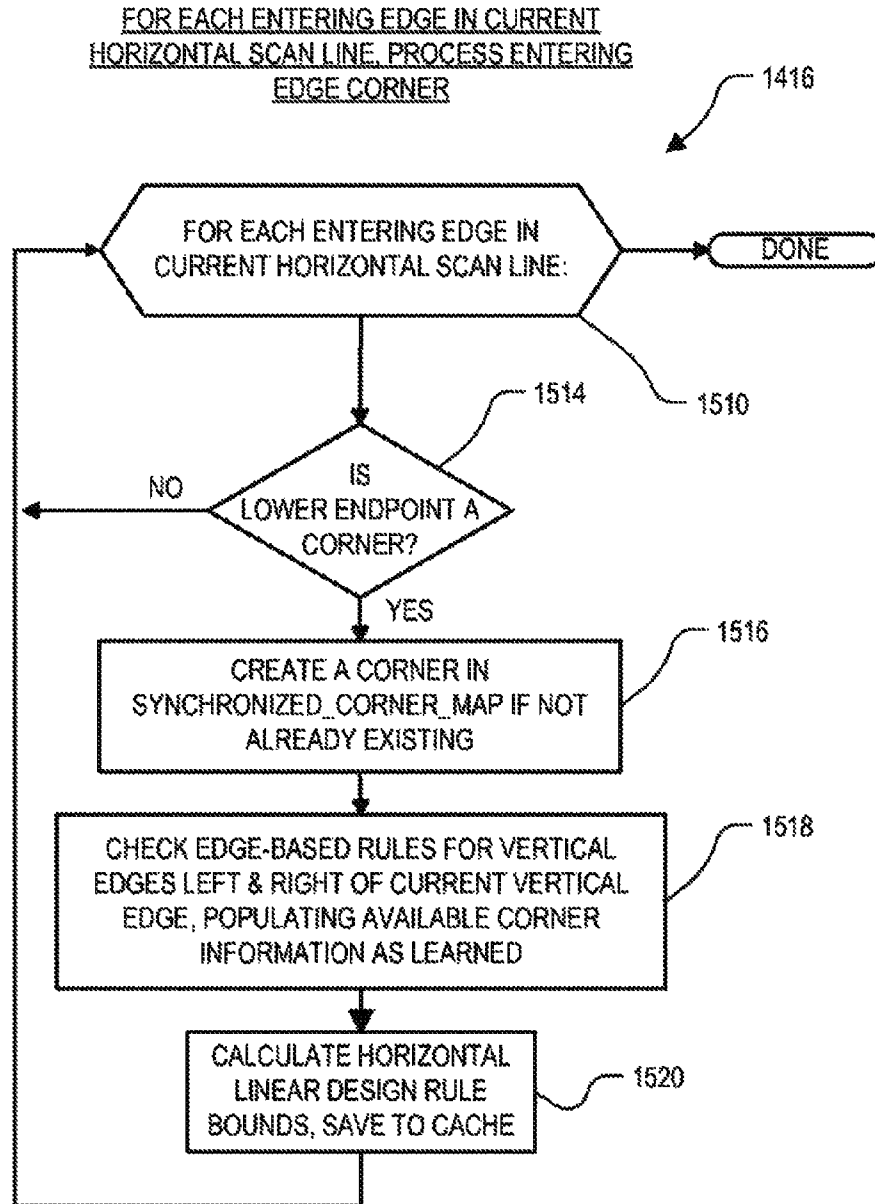 FOR EACH ENTERING EDGE IN CURRENT
HORIZONTAL SCAN LINE, PROCESS ENTERING
EDGE CORNER
1416
FOR EACH ENTERING EDGE IN
CURRENT HORIZONTAL SCAN LINE:
DONE
1510
1514
IS
LOWER ENDPOINT A
CORNER?
NO
YES
1516
CREATE A CORNER IN
SYNCHRONIZED_CORNER_MAP IF NOT
ALREADY EXISTING
1518
CHECK EDGE-BASED RULES FOR VERTICAL
EDGES LEFT & RIGHT OF CURRENT VERTICAL
EDGE, POPULATING AVAILABLE CORNER
INFORMATION AS LEARNED
CALCULATE HORIZONTAL
LINEAR DESIGN RULE
BOUNDS, SAVE TO CACHE
1520